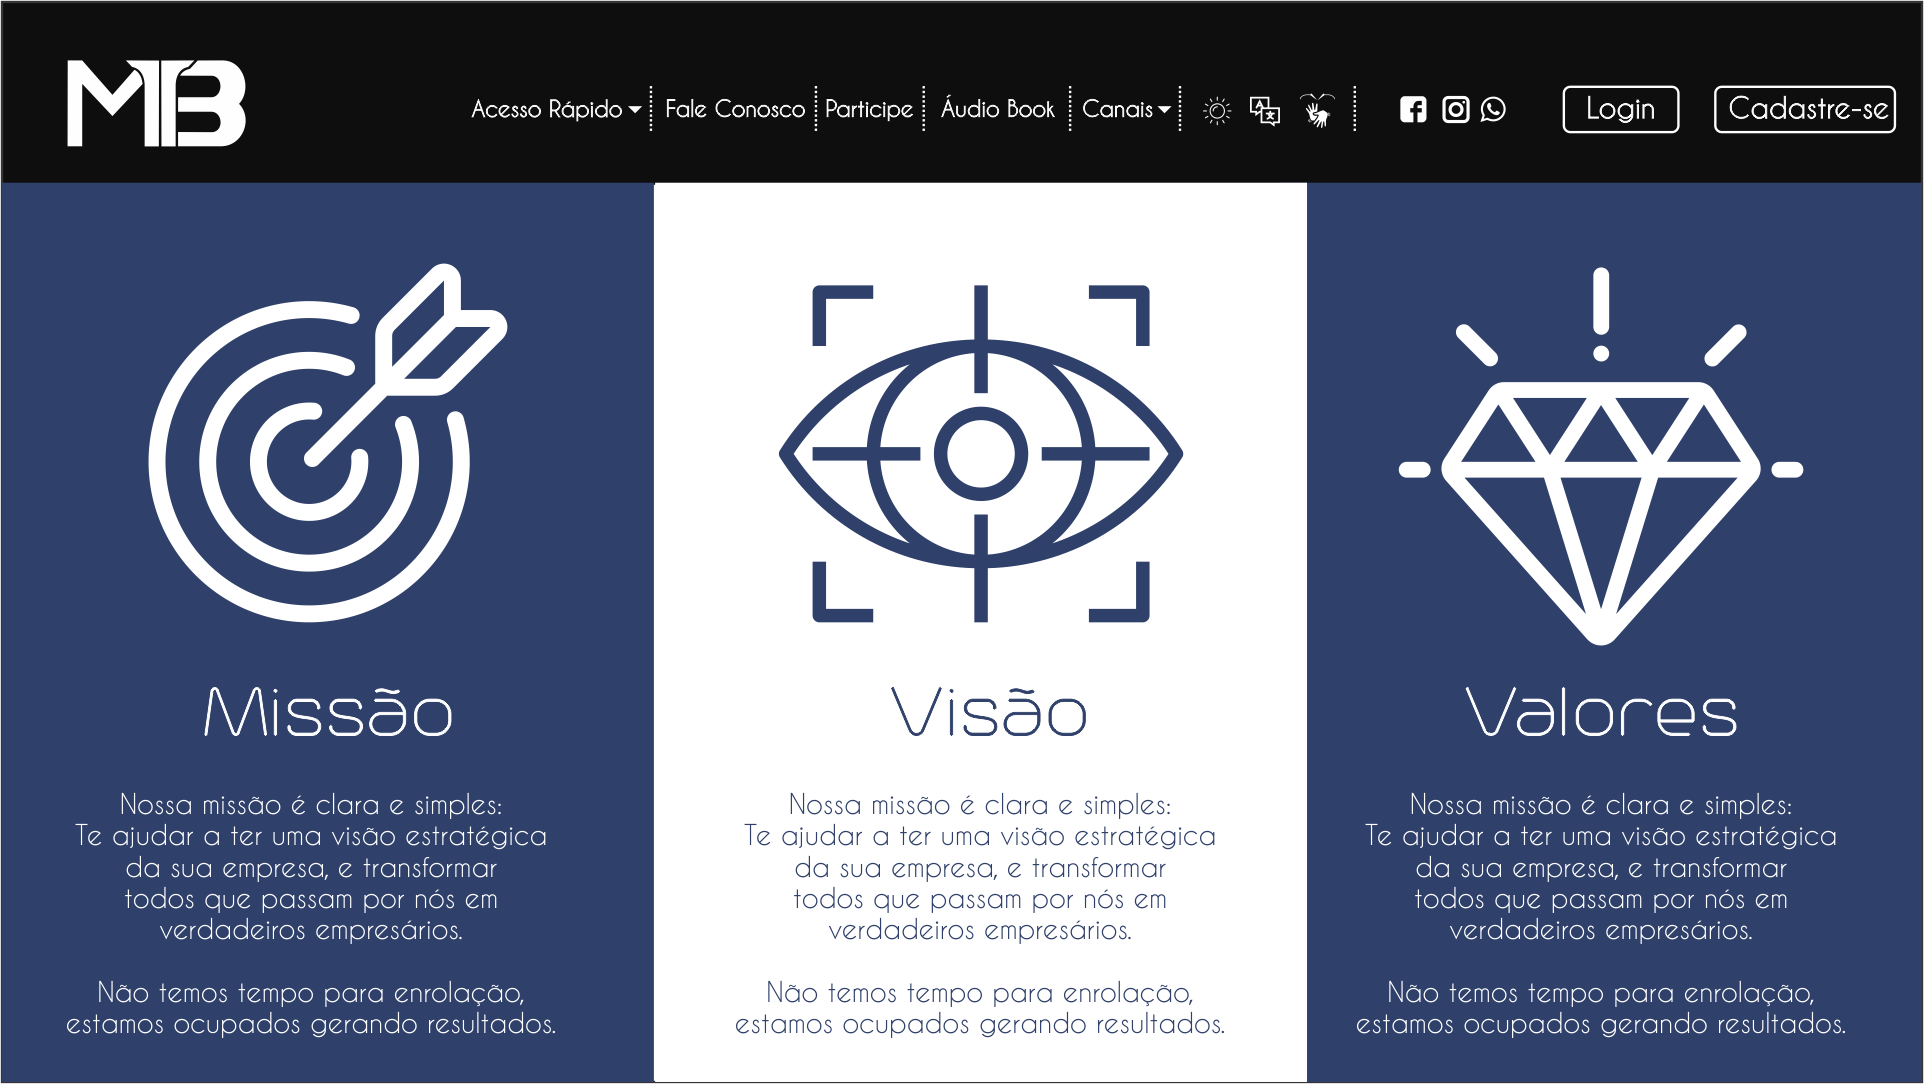 MB
Acesso Rápido
Fale Conosco
Participe
Áudio Book
Canais
Login
Cadastre-se
Missão
Nossa missão é clara e simples:
Te ajudar a ter uma visão estratégica
da sua empresa, e transformar
todos que passam por nós em
verdadeiros empresários.
Não temos tempo para enrolação,
estamos ocupados gerando resultados.
Visão
Nossa missão é clara e simples:
Te ajudar a ter uma visão estratégica
da sua empresa, e transformar
todos que passam por nós em
verdadeiros empresários.
Não temos tempo para enrolação,
estamos ocupados gerando resultados.
Valores
Nossa missão é clara e simples:
Te ajudar a ter uma visão estratégica
da sua empresa, e transformar
todos que passam por nós em
verdadeiros empresários.
Não temos tempo para enrolação,
estamos ocupados gerando resultados.